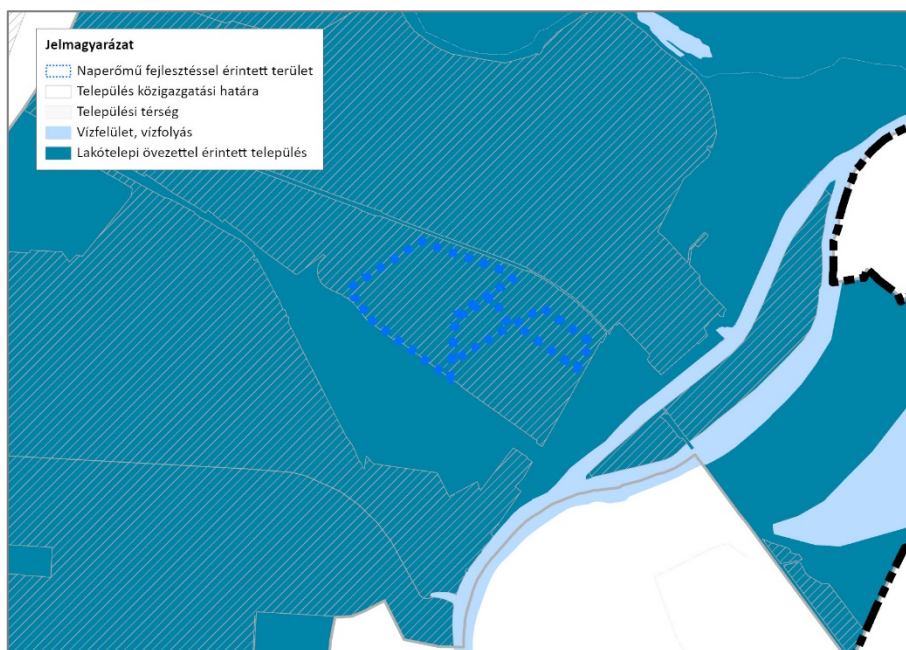 Jelmagyarázat
Naperőmű fejlesztéssel érintett terület
Település közigazgatási határa
Települési térség
Vízfelület, vízfolyás
Lakótelepi övezettel érintett település